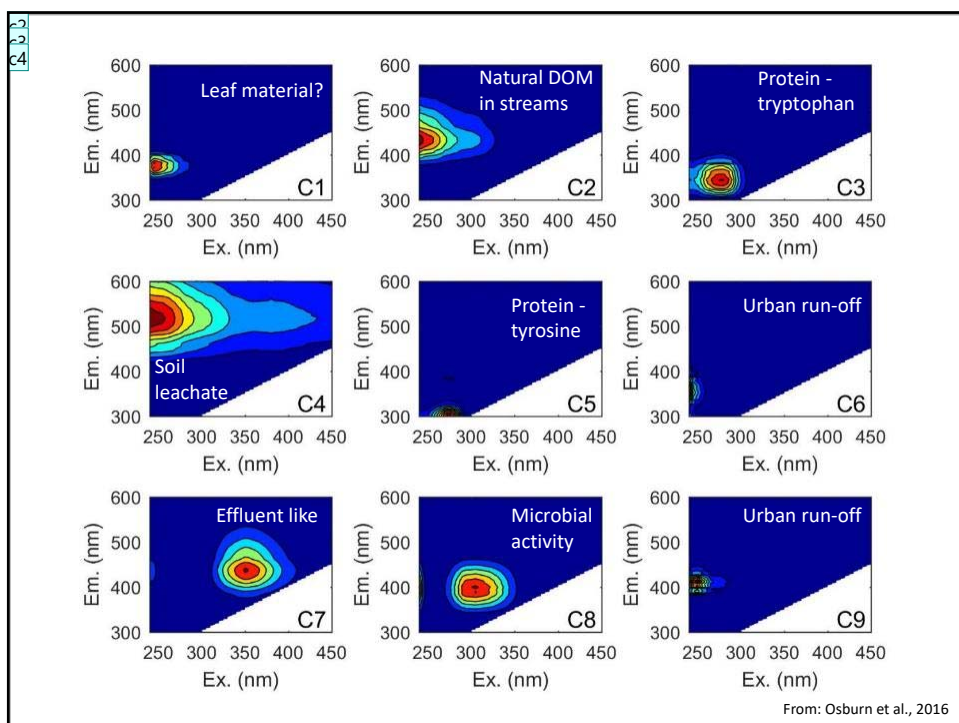 c2
c3
c4
600
500
400
300
Em. (nm)
Leaf material?
C1
250 300 350 400 450
Ex. (nm)
600
500
400
300
Em. (nm)
Natural DOM
in streams
C2
250 300 350 400 450
Ex. (nm)
600
500
400
300
Em. (nm)
Protein -
tryptophan
C3
250 300 350 400 450
Ex. (nm)
600
500
400
300
Em. (nm)
Soil
leachate
C4
250 300 350 400 450
Ex. (nm)
600
500
400
300
Em. (nm)
Protein -
tyrosine
C5
250 300 350 400 450
Ex. (nm)
600
500
400
300
Em. (nm)
Urban run-off
C6
250 300 350 400 450
Ex. (nm)
600
500
400
300
Em. (nm)
Effluent like
C7
250 300 350 400 450
Ex. (nm)
600
500
400
300
Em. (nm)
Microbial
activity
C8
250 300 350 400 450
Ex. (nm)
600
500
400
300
Em. (nm)
Urban run-off
C9
250 300 350 400 450
Ex. (nm)
From: Osburn et al., 2016